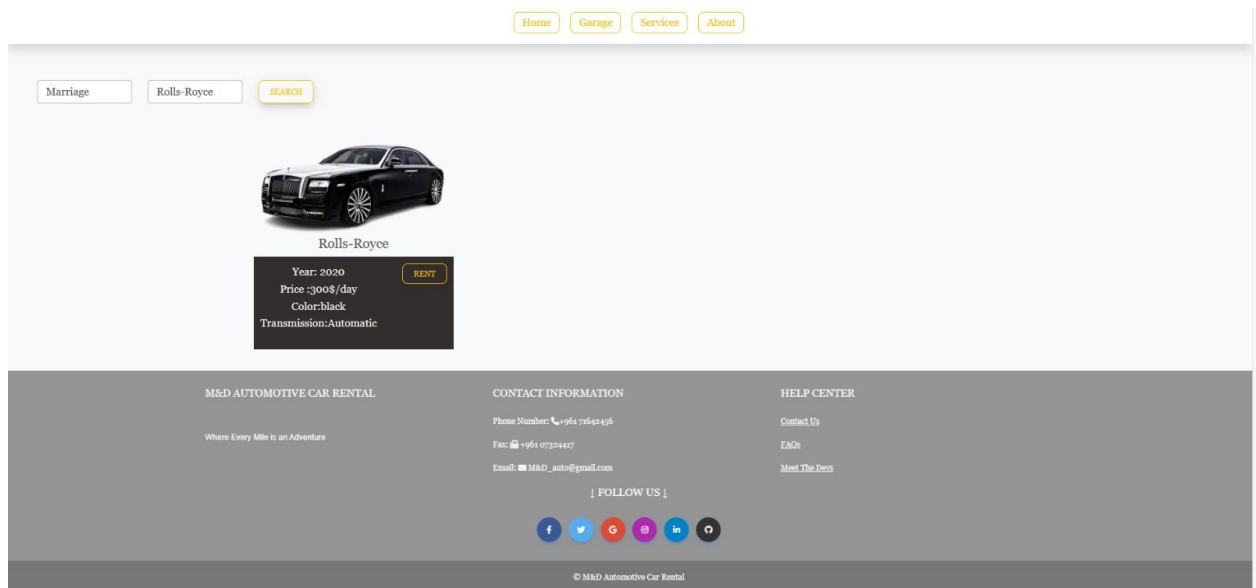 Home Garage Services About
Marriage Rolls-Royce SEARCH
Rolls-Royce
Year: 2020 RENT
Price :300$/day
Color:black
Transmission:Automatic
M&D AUTOMOTIVE CAR RENTAL
Where Every Mile is an Adventure
CONTACT INFORMATION
Phone Number: +961 71642456
Fax: +961 07324417
Email: M&D_auto@gmail.com
HELP CENTER
Contact Us
FAQs
Meet The Devs
↓ FOLLOW US ↓
© M&D Automotive Car Rental